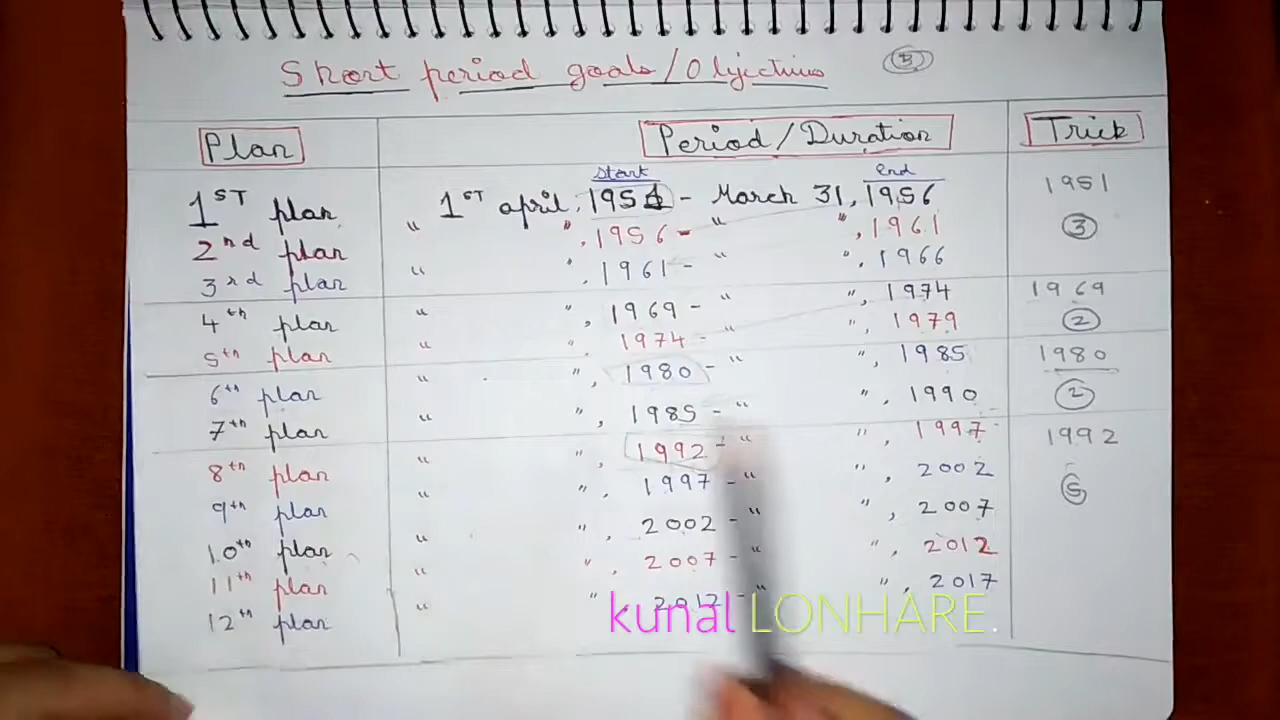 Short period goals/Objectives (B)
Plan Period/Duration Trick
start end
1ST plan 1ST april, 1951 - March 31, 1956 1951
2nd plan " ", 1956 - " ", 1961 3
3rd plan " ", 1961 - " ", 1966
4th plan " ", 1969 - " ", 1974 1969
5th plan " ", 1974 - " ", 1979 2
6th plan " ", 1980 - " ", 1985 1980
7th plan " ", 1985 - " ", 1990 2
8th plan " ", 1992 - " ", 1997 1992
9th plan " ", 1997 - " ", 2002 5
10th plan " ", 2002 - " ", 2007
11th plan " ", 2007 - " ", 2012
12th plan " ", 2012 - " ", 2017
kunal LONHARE.